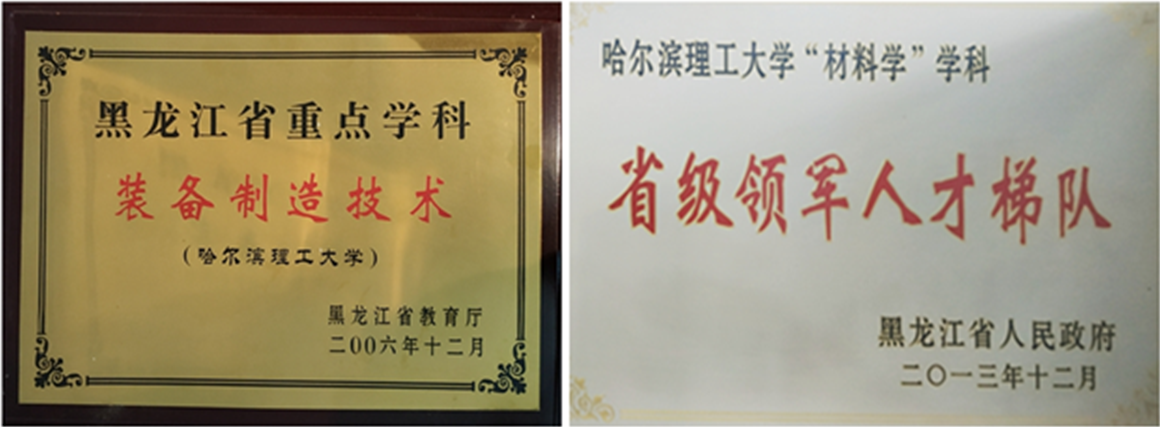 黑龙江省重点学科
装备制造技术
（哈尔滨理工大学）
黑龙江省教育厅
二00六年十二月
哈尔滨理工大学“材料学”学科
省级领军人才梯队
黑龙江省人民政府
二〇一三年十二月